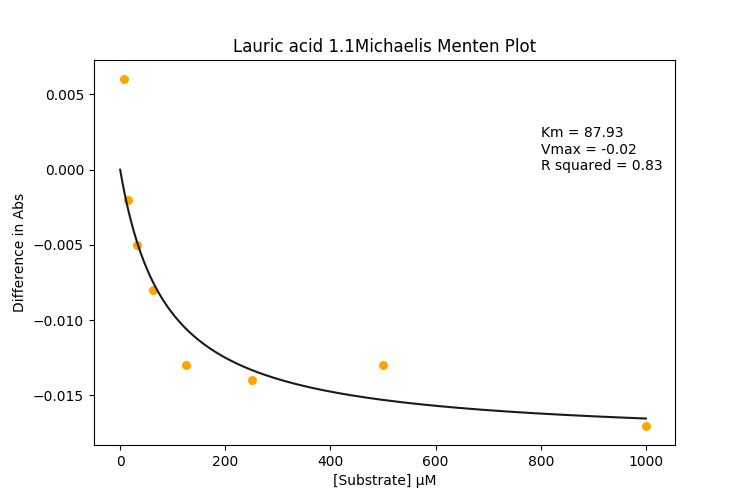 Lauric acid 1.1Michaelis Menten Plot
0.005
0.000
−0.005
−0.010
−0.015
Difference in Abs
Km = 87.93
Vmax = -0.02
R squared = 0.83
0 200 400 600 800 1000
[Substrate] µM